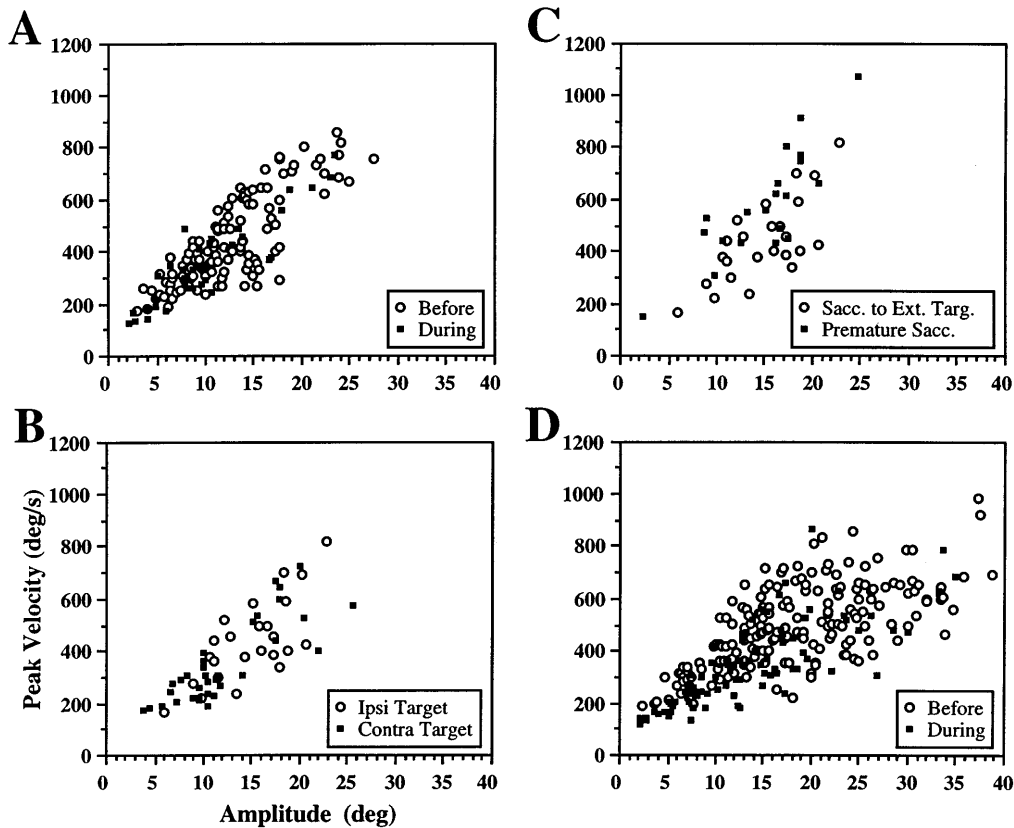 A
1200
1000
800
600
400
200
0
0 5 10 15 20 25 30 35 40
Before
During
C
1200
1000
800
600
400
200
0
0 5 10 15 20 25 30 35 40
Sacc. to Ext. Targ.
Premature Sacc.
B
1200
1000
800
600
400
200
0
0 5 10 15 20 25 30 35 40
Ipsi Target
Contra Target
Peak Velocity (deg/s)
Amplitude (deg)
D
1200
1000
800
600
400
200
0
0 5 10 15 20 25 30 35 40
Before
During